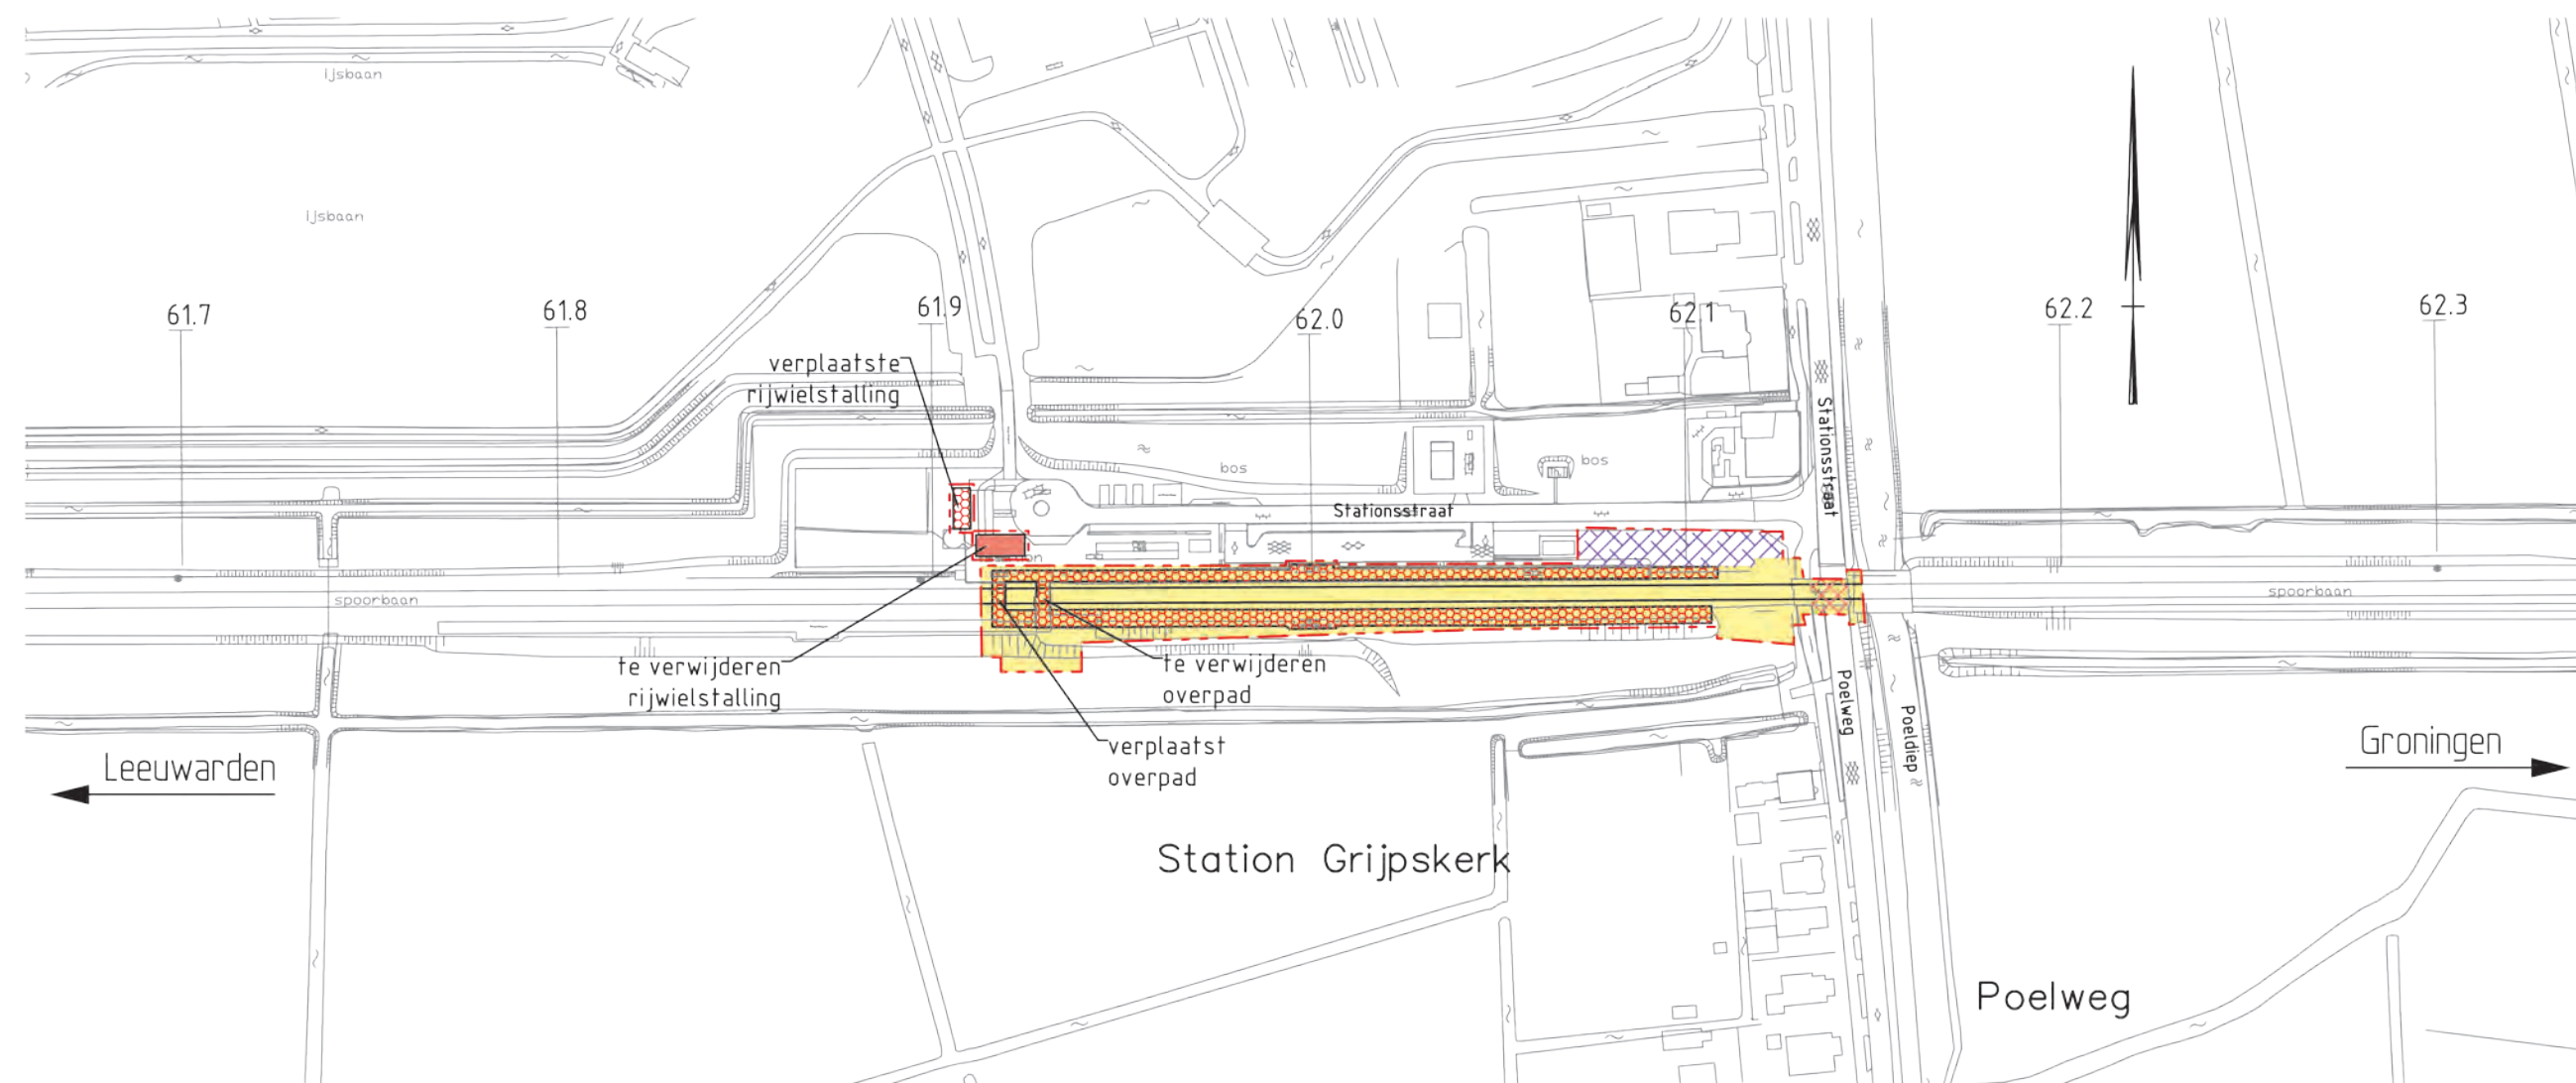 ijsbaan
ijsbaan
61.7
61.8
61.9
62.0
62.1
62.2
62.3
verplaatste
rijwielstalling
Stationsstraat
bos
bos
Stationsstraat
spoorbaan
spoorbaan
te verwijderen
rijwielstalling
te verwijderen
overpad
verplaatst
overpad
Poelweg
Poeldiep
Leeuwarden
Groningen
Station Grijpskerk
Poelweg